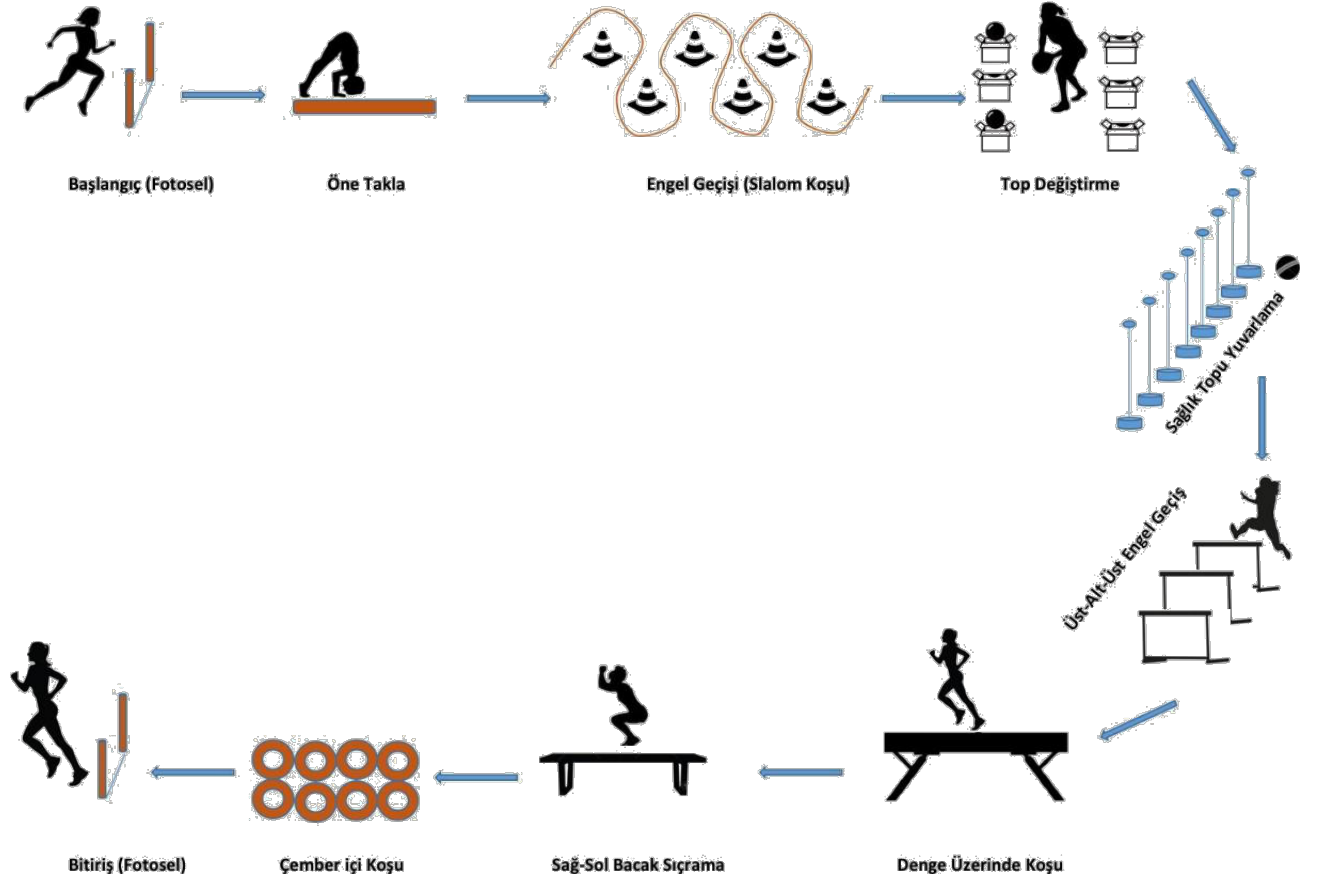 Başlangıç (Fotosel)
Öne Takla
Engel Geçişi (Slalom Koşu)
Top Değiştirme
Sağlık Topu Yuvarlama
Üst-Alt-Üst Engel Geçiş
Denge Üzerinde Koşu
Sağ-Sol Bacak Sıçrama
Çember içi Koşu
Bitiriş (Fotosel)